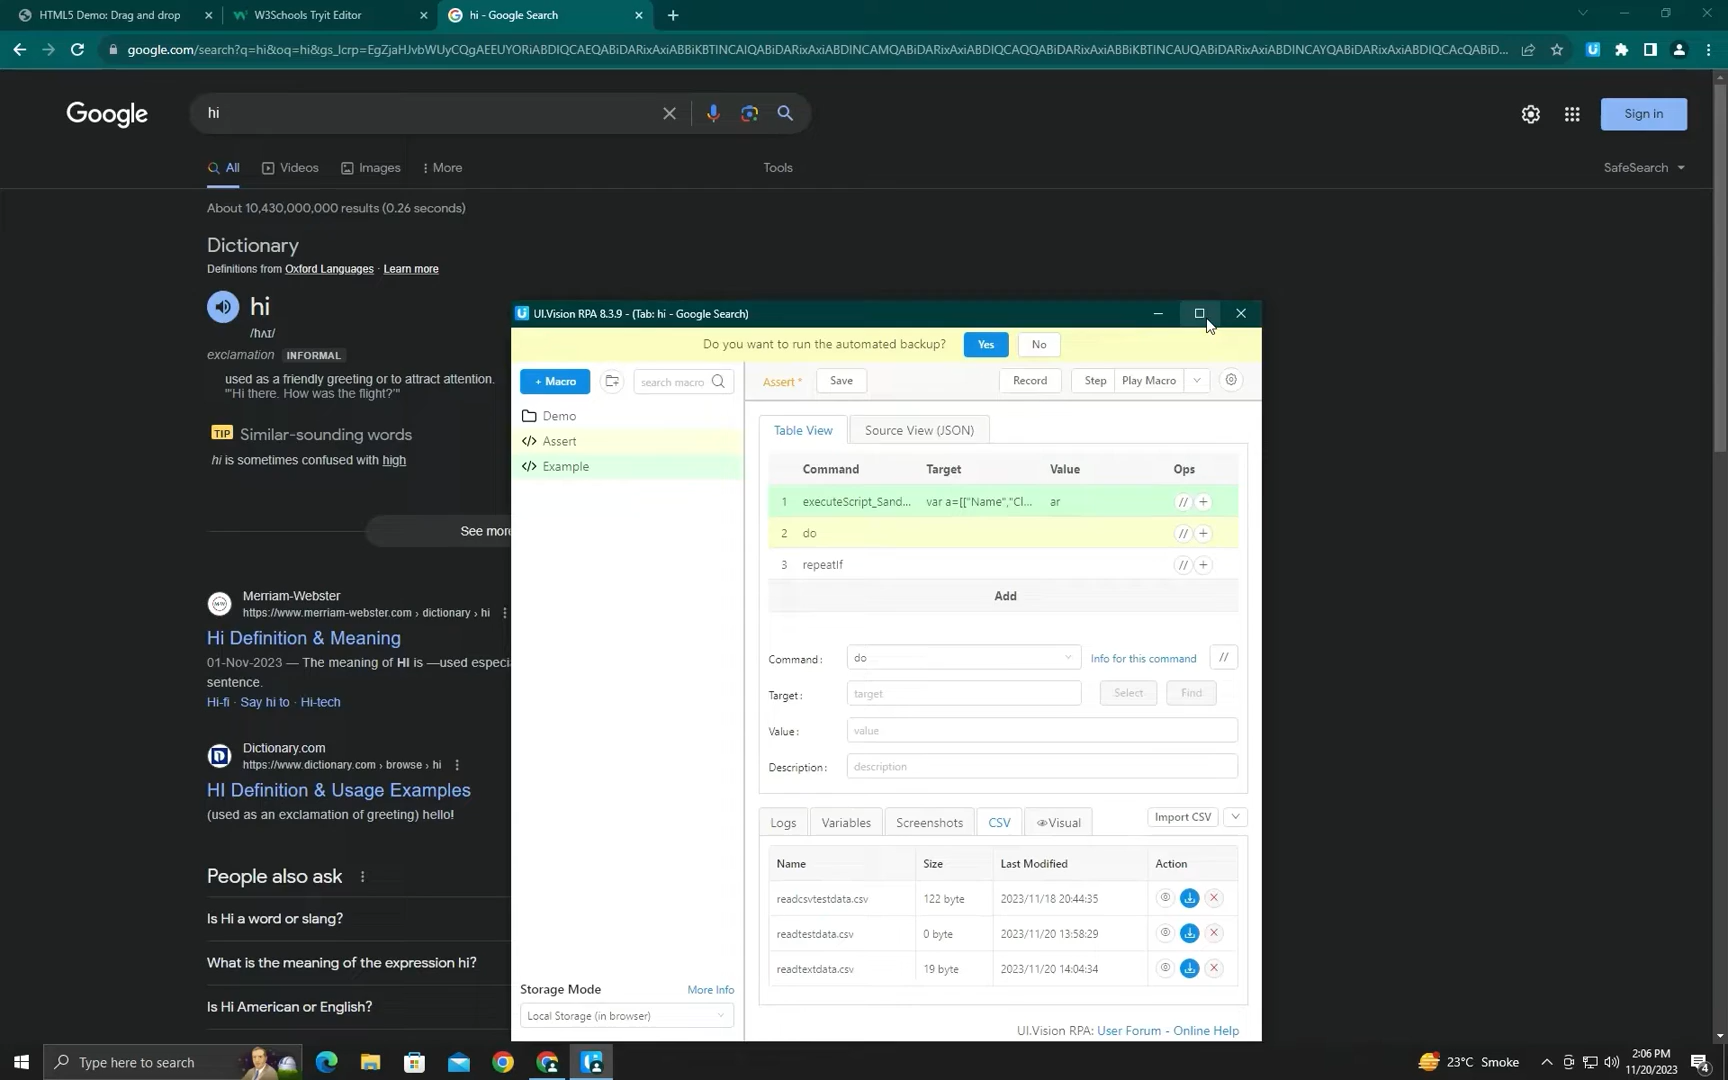 HTML5 Demo: Drag and drop
W3Schools Tryit Editor
hi - Google Search
google.com/search?q=hi&oq=hi&gs_lcrp=
Google
hi
Sign in
All
Videos
Images
More
Tools
SafeSearch
About 10,430,000,000 results (0.26 seconds)
Dictionary
Definitions from Oxford Languages · Learn more
hi
/hʌɪ/
exclamation INFORMAL
used as a friendly greeting or to attract attention.
"'Hi there. How was the flight?'"
TIP Similar-sounding words
hi is sometimes confused with high
See more
Merriam-Webster
https://www.merriam-webster.com › dictionary › hi
Hi Definition & Meaning
01-Nov-2023 — The meaning of HI is —used especi
sentence.
Hi-fi · Say hi to · Hi-tech
Dictionary.com
https://www.dictionary.com › browse › hi
HI Definition & Usage Examples
(used as an exclamation of greeting) hello!
People also ask
Is Hi a word or slang?
What is the meaning of the expression hi?
Is Hi American or English?
UI.Vision RPA 8.3.9 - (Tab: hi - Google Search)
Do you want to run the automated backup?
Yes
No
+ Macro
search macro
Demo
Assert
Example
Storage Mode
More Info
Local Storage (in browser)
Assert *
Save
Record
Step
Play Macro
Table View
Source View (JSON)
Command Target Value Ops
1 executeScript_Sand... var a=[["Name","Cl... ar // +
2 do // +
3 repeatIf // +
Add
Command: do Info for this command //
Target: target Select Find
Value: value
Description: description
Logs
Variables
Screenshots
CSV
Visual
Import CSV
Name Size Last Modified Action
readcsvtestdata.csv 122 byte 2023/11/18 20:44:35
readtestdata.csv 0 byte 2023/11/20 13:58:29
readtextdata.csv 19 byte 2023/11/20 14:04:34
UI.Vision RPA: User Forum - Online Help
Type here to search
23°C Smoke
2:06 PM
11/20/2023
4